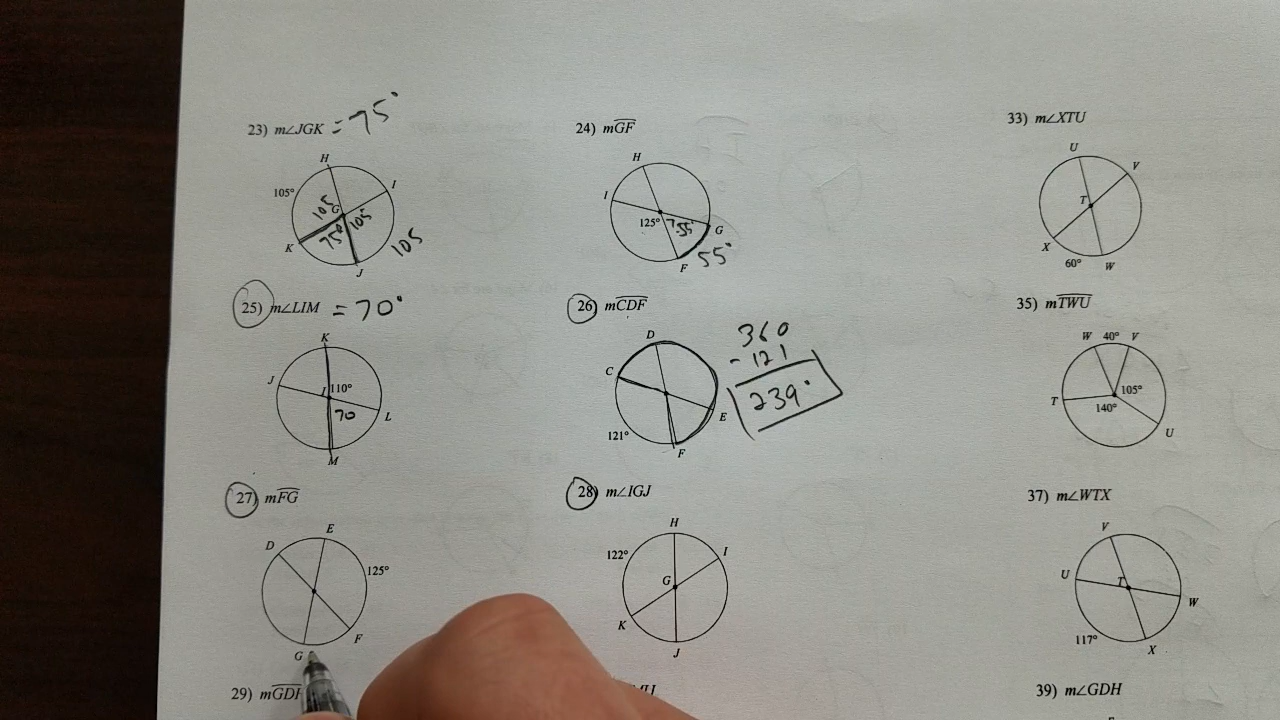 23) m∠JGK = 75°
H
I
105°
105
G
105
75°
K
J
105
24) mGF
H
I
125°
55
G
F
55°
33) m∠XTU
U
V
T
X
60°
W
25) m∠LIM = 70°
K
J
I
110°
70
L
M
26) mCDF
D
C
E
121°
F
360
- 121
239°
35) mTWU
W 40° V
105°
T
140°
U
27) mFG
E
D
125°
F
G
28) m∠IGJ
H
122°
I
G
K
J
37) m∠WTX
V
U
T
W
117°
X
29) mGD
39) m∠GDH